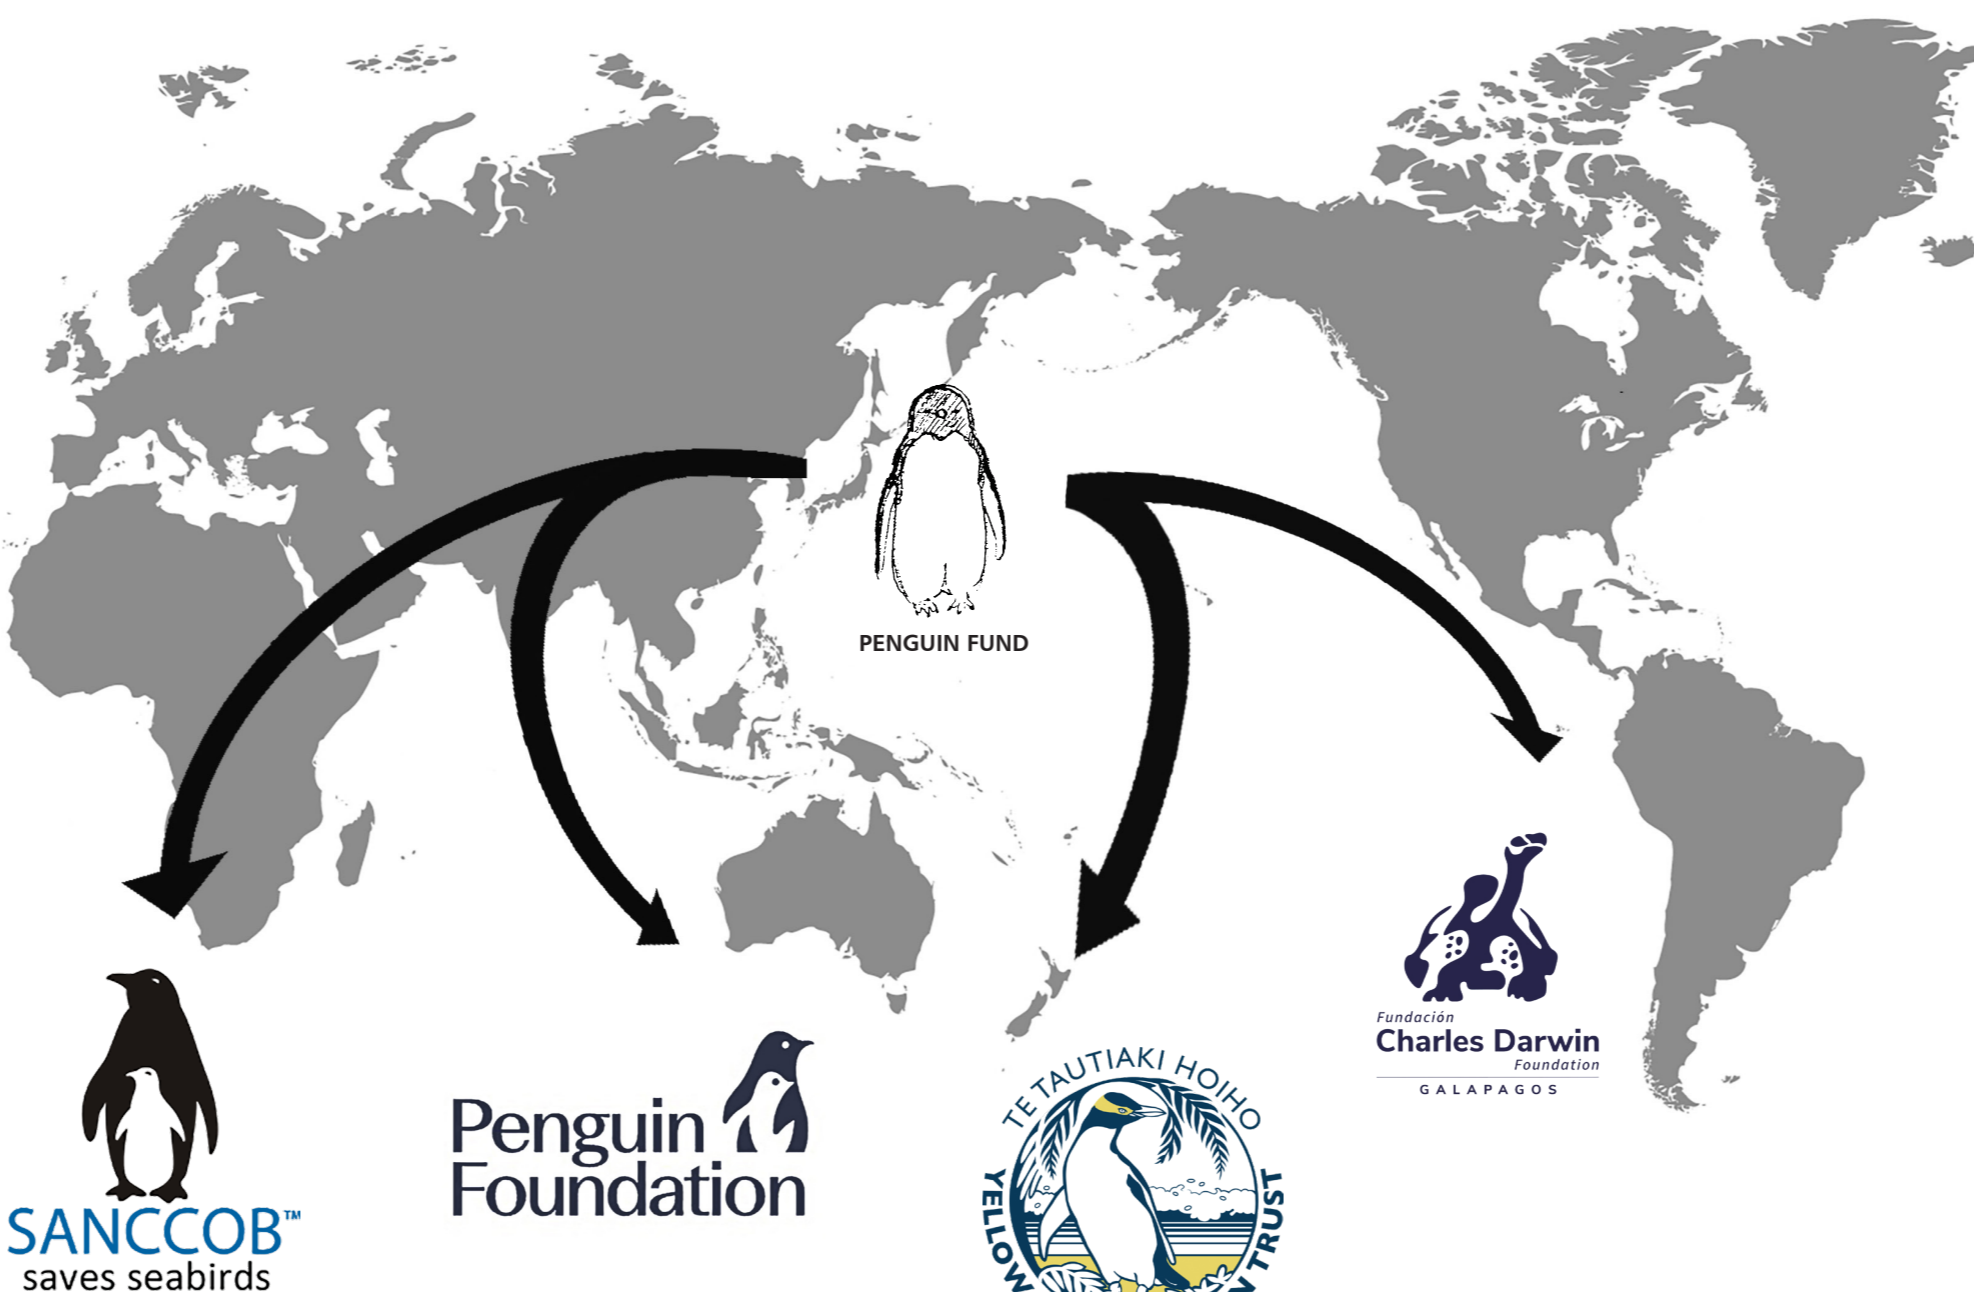 PENGUIN FUND
SANCCOB™
saves seabirds
Penguin
Foundation
TE TAUTIAKI HOIHO
YELLOW
TRUST
Fundación
Charles Darwin
Foundation
GALAPAGOS